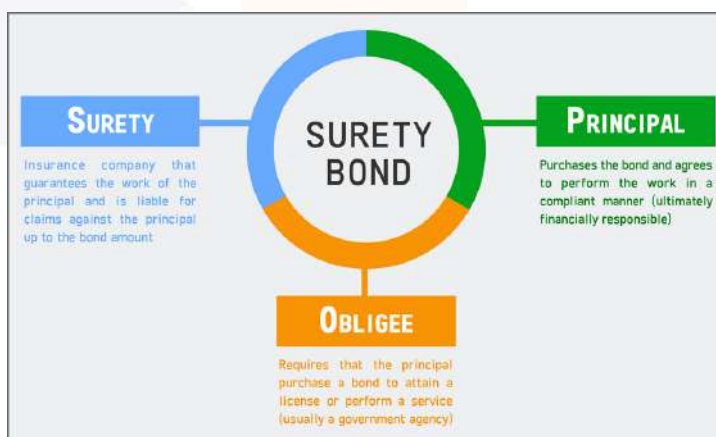 SURETY
BOND
SURETY
Insurance company that
guarantees the work of the
principal and is liable for
claims against the principal
up to the bond amount
PRINCIPAL
Purchases the bond and agrees
to perform the work in a
compliant manner (ultimately
financially responsible)
OBLIGEE
Requires that the principal
purchase a bond to attain a
license or perform a service
(usually a government agency)